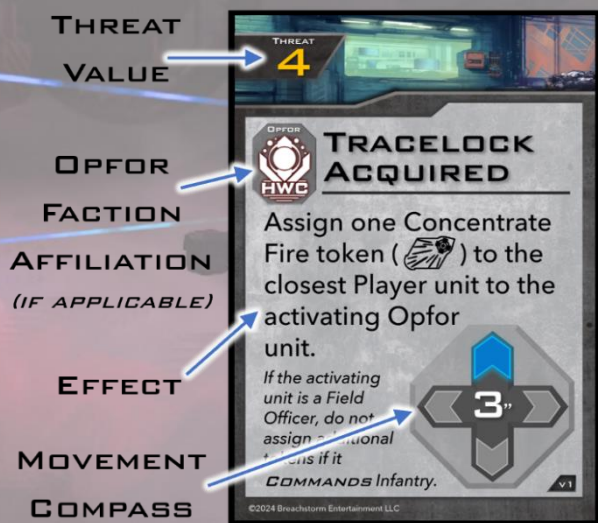 THREAT
VALUE
OPFOR
FACTION
AFFILIATION
(IF APPLICABLE)
EFFECT
MOVEMENT
COMPASS
THREAT
4
OPFOR
HWC
TRACELOCK
ACQUIRED
Assign one Concentrate
Fire token ( ) to the
closest Player unit to the
activating Opfor
unit.
If the activating
unit is a Field
Officer, do not
assign additional
tokens if it
COMMANDS Infantry.
3"
V1
©2024 Breachstorm Entertainment LLC